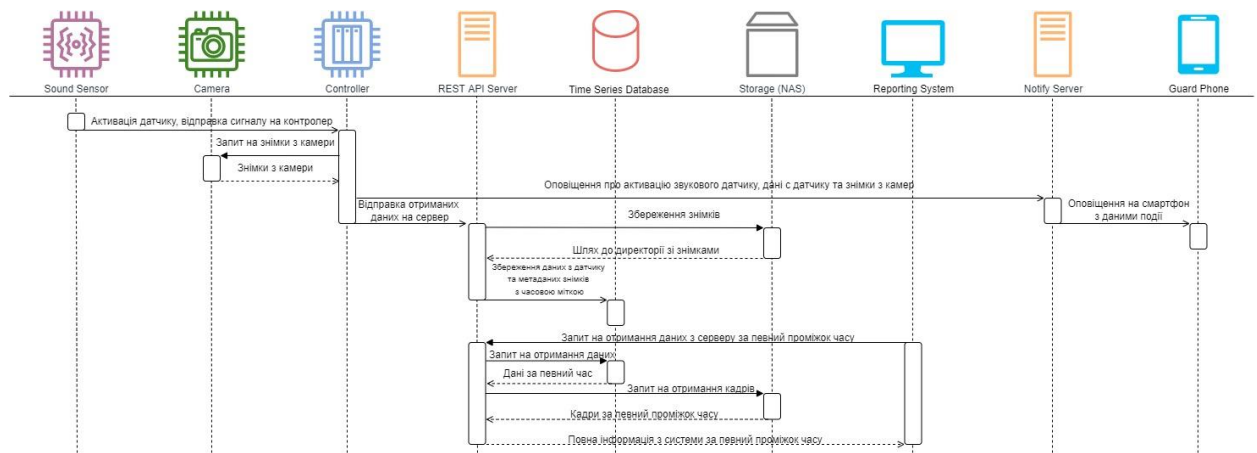 Sound Sensor
Camera
Controller
REST API Server
Time Series Database
Storage (NAS)
Reporting System
Notify Server
Guard Phone
Активація датчику, відправка сигналу на контролер
Запит на знімки з камери
Знімки з камери
Оповіщення про активацію звукового датчику, дані с датчику та знімки з камер
Відправка отриманих
даних на сервер
Збереження знімків
Оповіщення на смартфон
з даними події
Шлях до директорії зі знімками
Збереження даних з датчику
та метаданих знімків
з часовою міткою
Запит на отримання даних з серверу за певний проміжок часу
Запит на отримання даних
Дані за певний час
Запит на отримання кадрів
Кадри за певний проміжок часу
Повна інформація з системи за певний проміжок часу